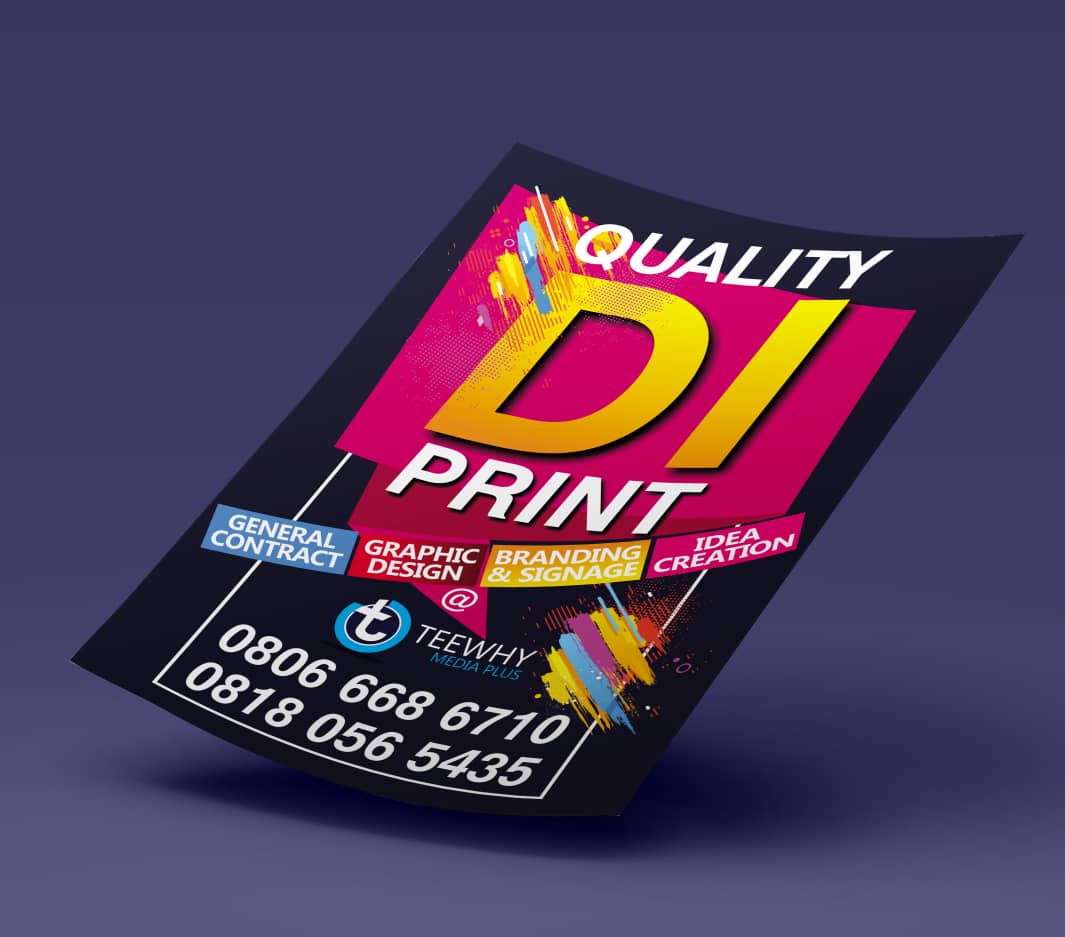 QUALITY
DI
PRINT
GENERAL
CONTRACT
GRAPHIC
DESIGN
BRANDING
& SIGNAGE
IDEA
CREATION
@
t
TEEWHY
MEDIA PLUS
0806 668 6710
0818 056 5435